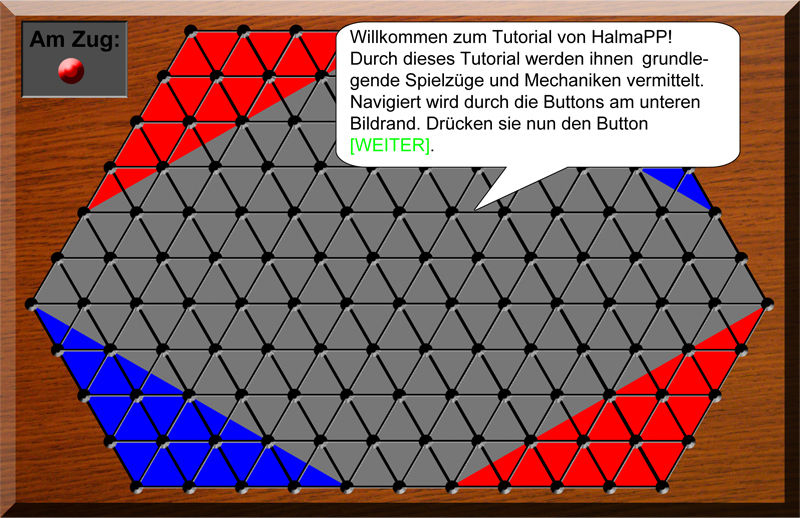 Am Zug:
Willkommen zum Tutorial von HalmaPP!
Durch dieses Tutorial werden ihnen grundle-
gende Spielzüge und Mechaniken vermittelt.
Navigiert wird durch die Buttons am unteren
Bildrand. Drücken sie nun den Button
[WEITER].